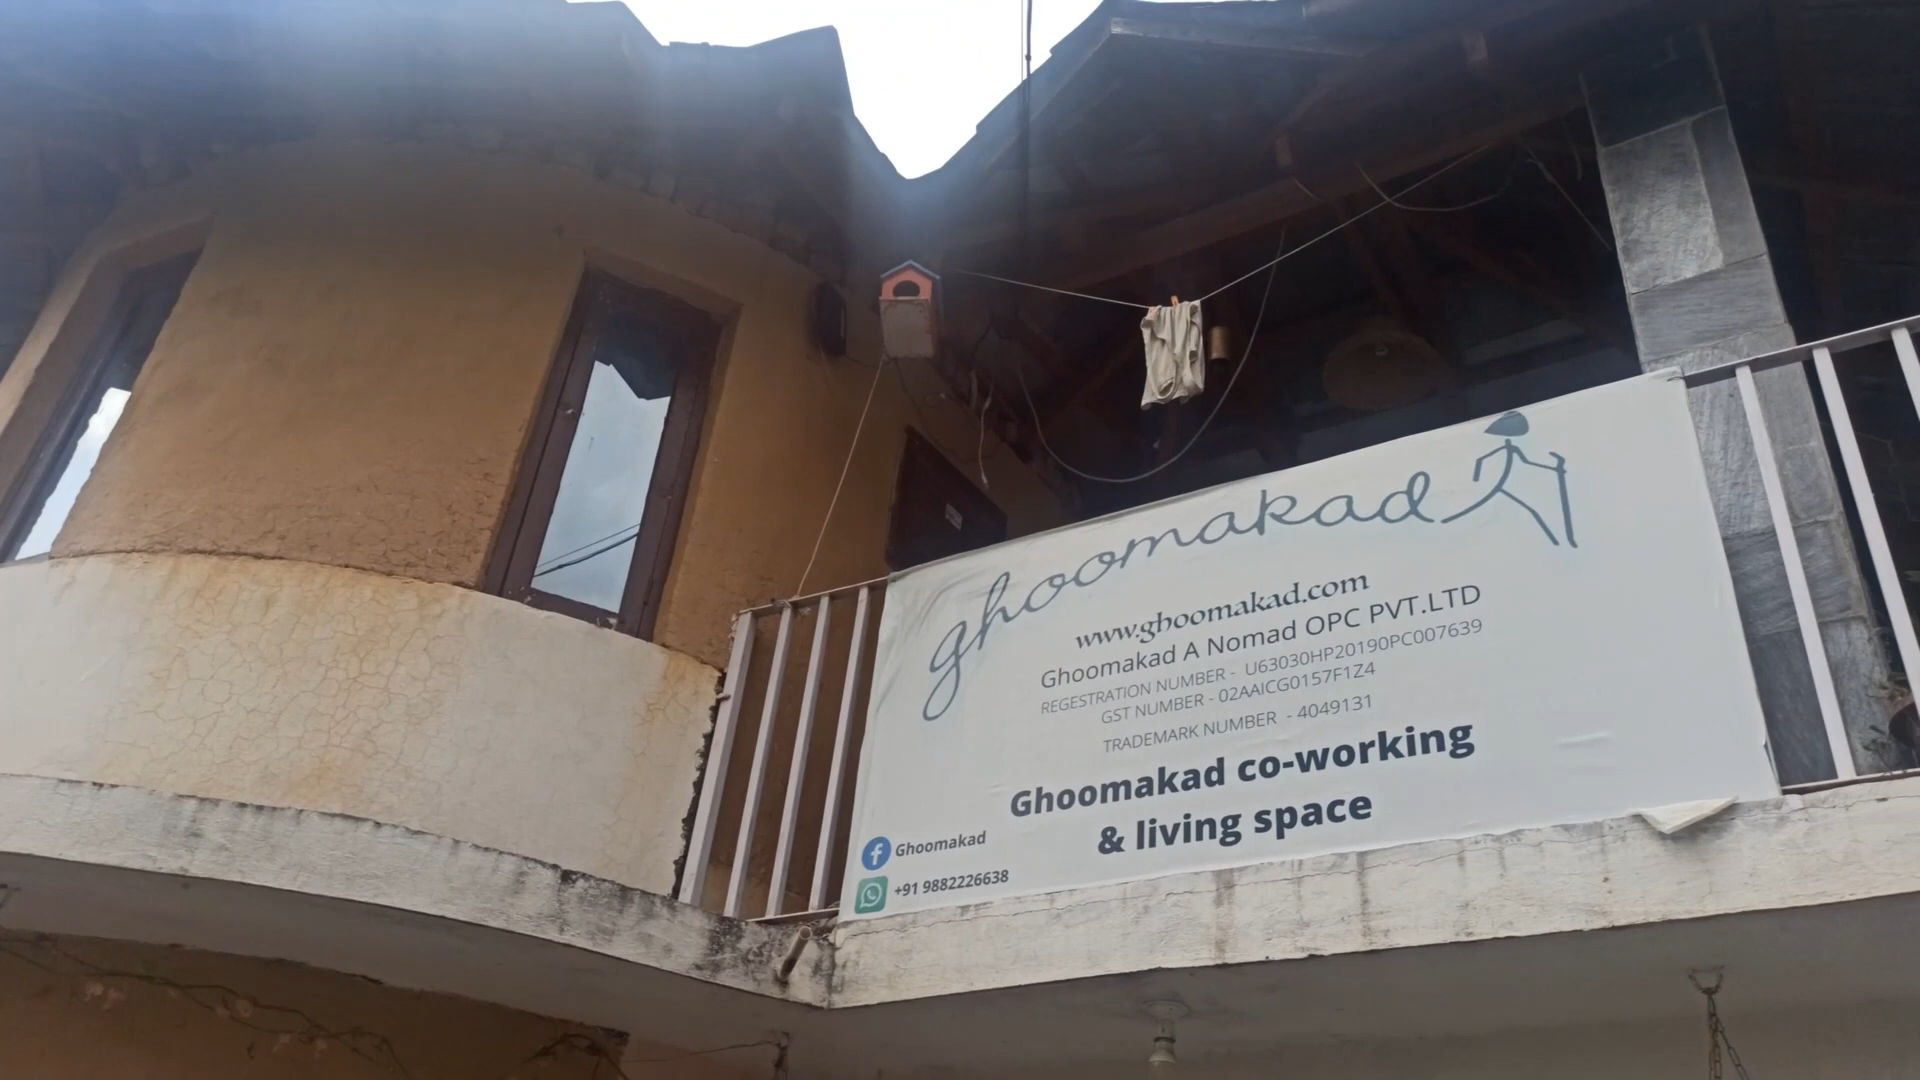 ghoomakad
www.ghoomakad.com
Ghoomakad A Nomad OPC PVT.LTD
REGESTRATION NUMBER - U63030HP20190PC007639
GST NUMBER - 02AAICG0157F1Z4
TRADEMARK NUMBER - 4049131
Ghoomakad co-working
& living space
Ghoomakad
+91 9882226638